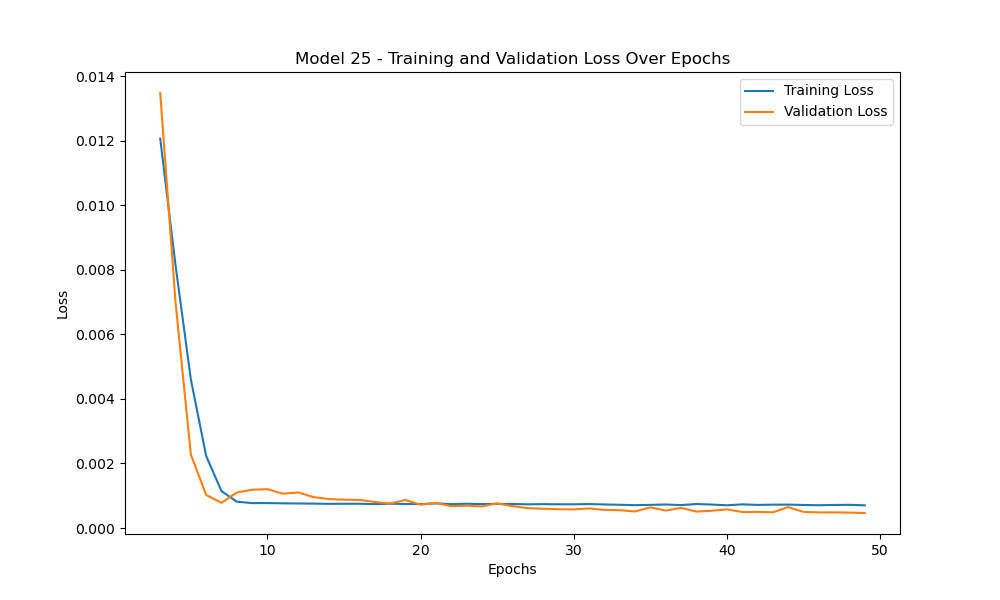 Model 25 - Training and Validation Loss Over Epochs
Training Loss
Validation Loss
0.014
0.012
0.010
0.008
0.006
0.004
0.002
0.000
Loss
10
20
30
40
50
Epochs